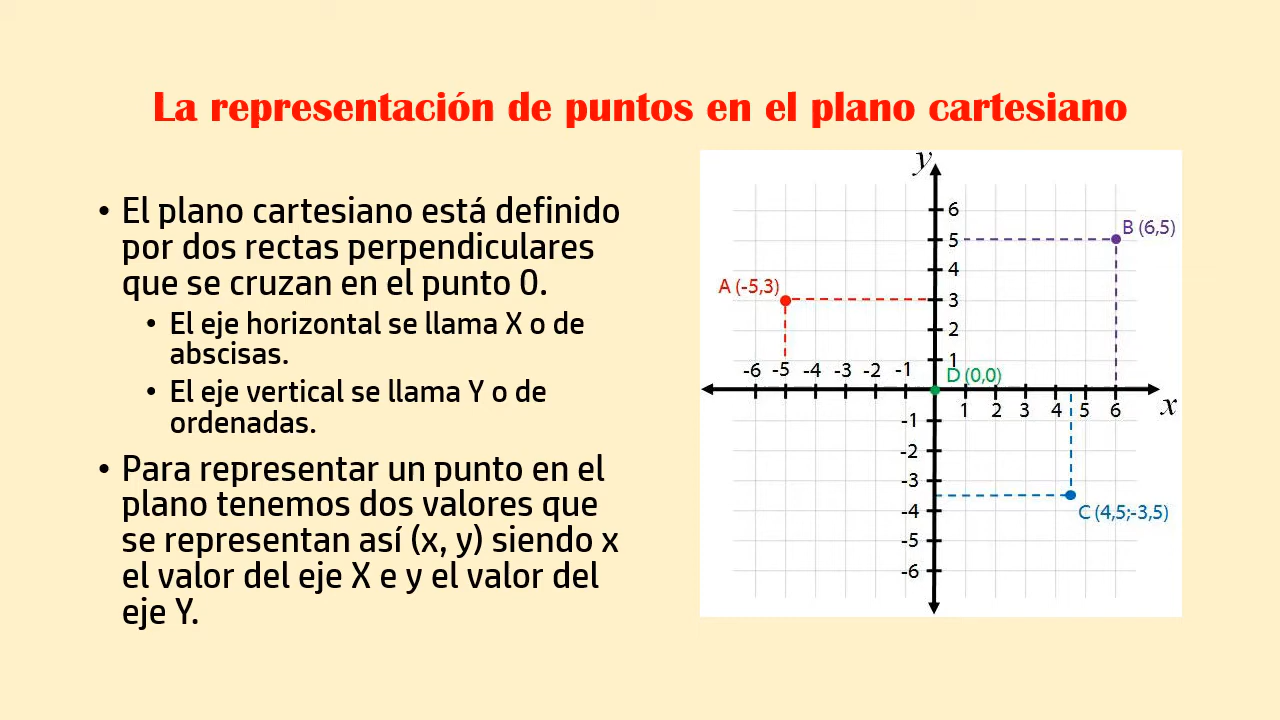 La representación de puntos en el plano cartesiano
• El plano cartesiano está definido
por dos rectas perpendiculares
que se cruzan en el punto 0.
• El eje horizontal se llama X o de
abscisas.
• El eje vertical se llama Y o de
ordenadas.
• Para representar un punto en el
plano tenemos dos valores que
se representan así (x, y) siendo x
el valor del eje X e y el valor del
eje Y.
y
6
B (6,5)
5
4
A (-5,3)
3
2
1
-6 -5 -4 -3 -2 -1
D (0,0)
1 2 3 4 5 6
x
-1
-2
-3
-4
C (4,5;-3,5)
-5
-6